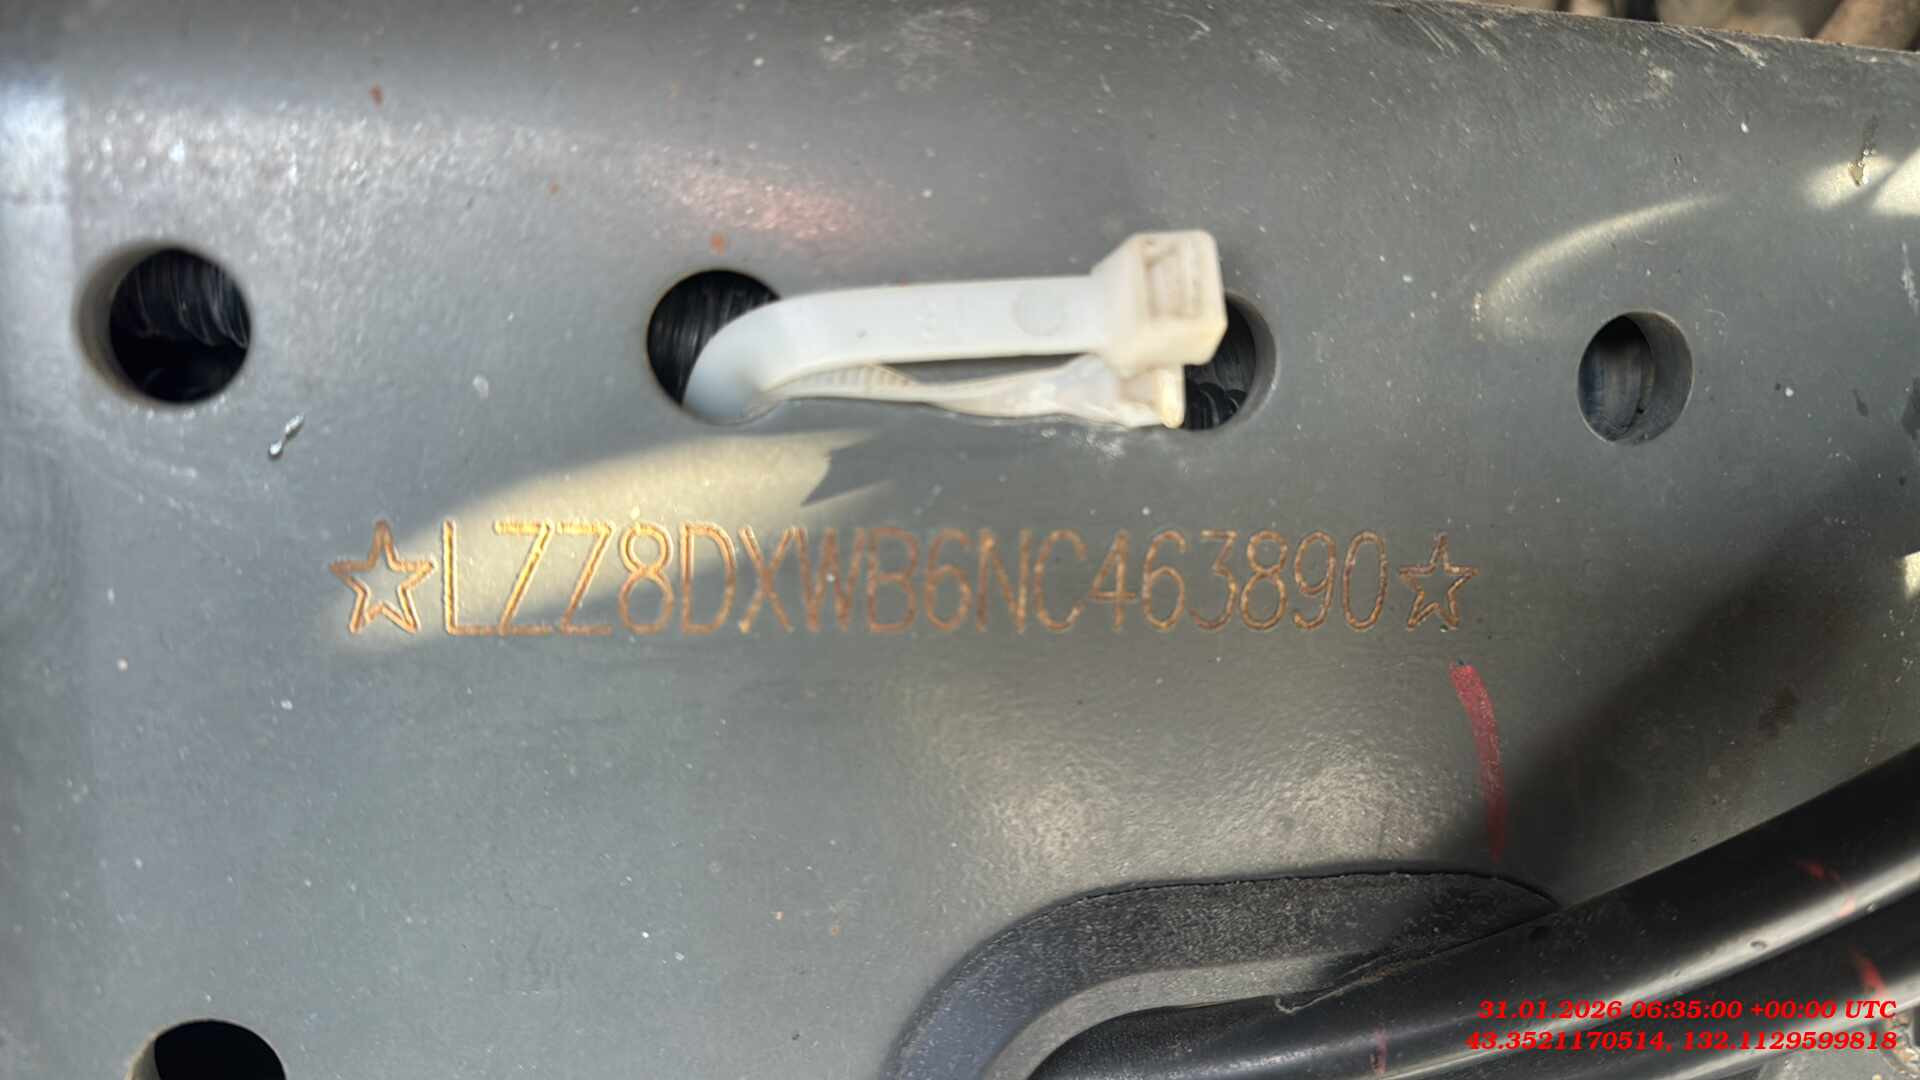 ☆LZZ8DXWB6NC463890☆
31.01.2026 06:35:00 +00:00 UTC
43.3521170514, 132.1129599818